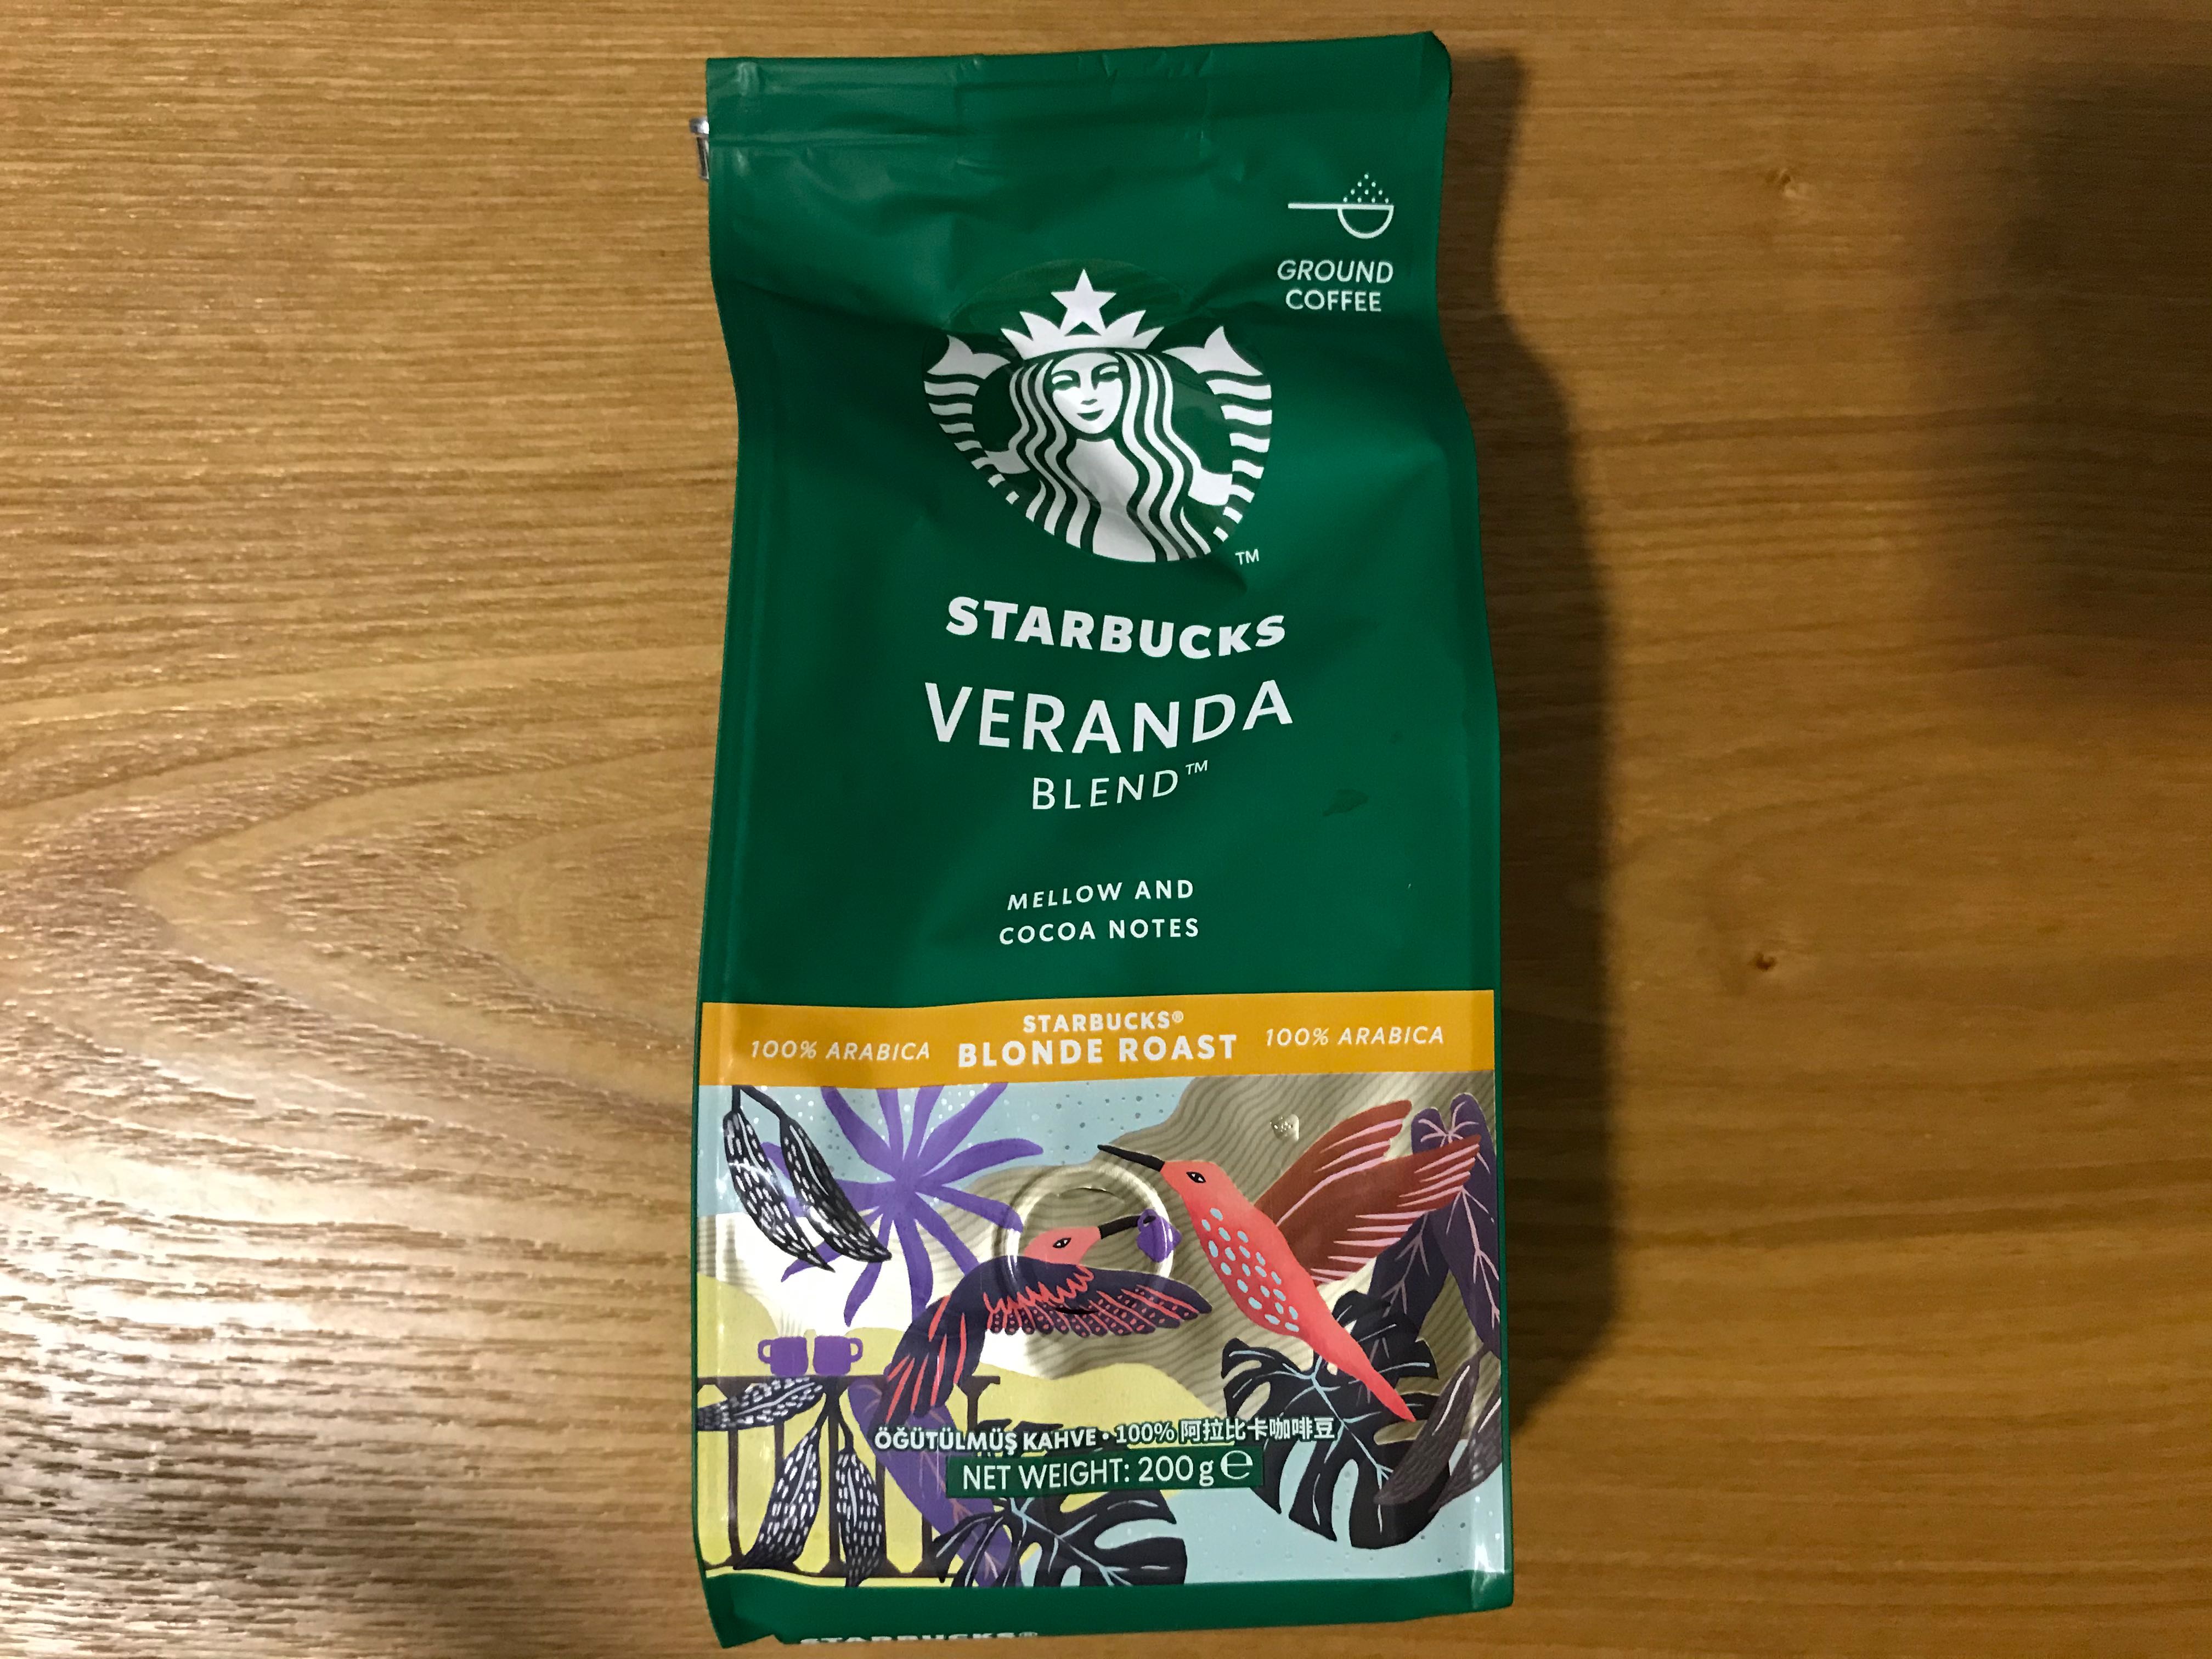 GROUND
COFFEE
TM
STARBUCKS
VERANDA
BLEND™
MELLOW AND
COCOA NOTES
100% ARABICA STARBUCKS® BLONDE ROAST 100% ARABICA
ÖĞÜTÜLMÜŞ KAHVE • 100% 阿拉比卡咖啡豆
NET WEIGHT: 200 g ℮
STARBUCKS®